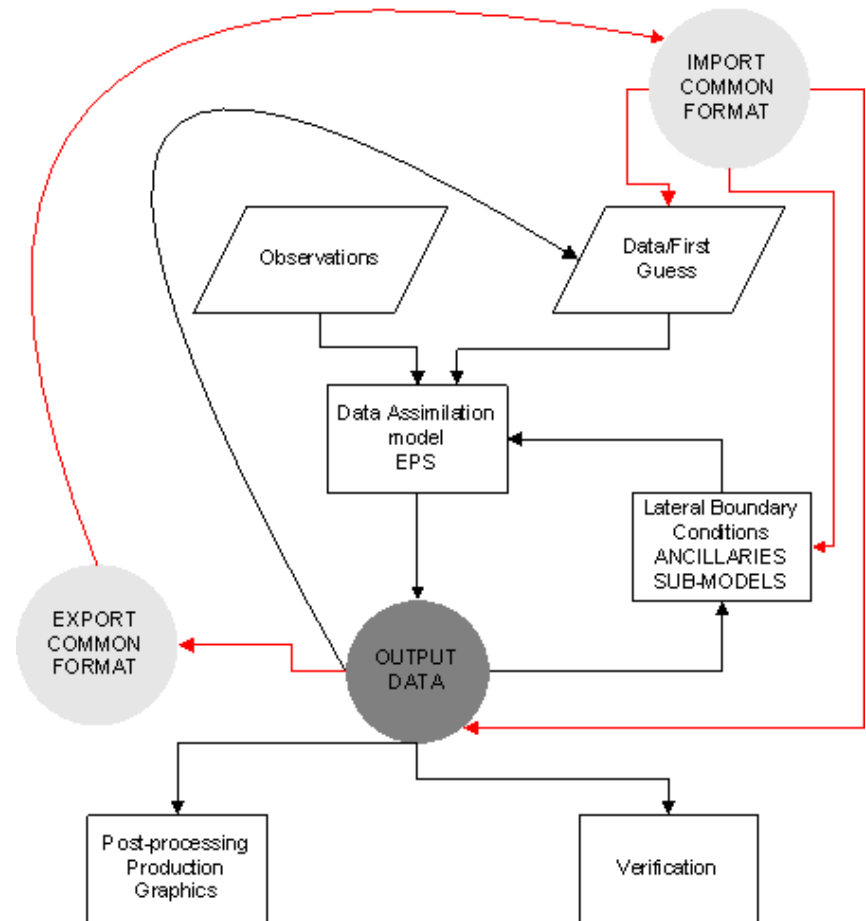 IMPORT
COMMON
FORMAT
Observations
Data/First
Guess
Data Assimilation
model
EPS
Lateral Boundary
Conditions
ANCILLARIES
SUB-MODELS
EXPORT
COMMON
FORMAT
OUTPUT
DATA
Post-processing
Production
Graphics
Verification